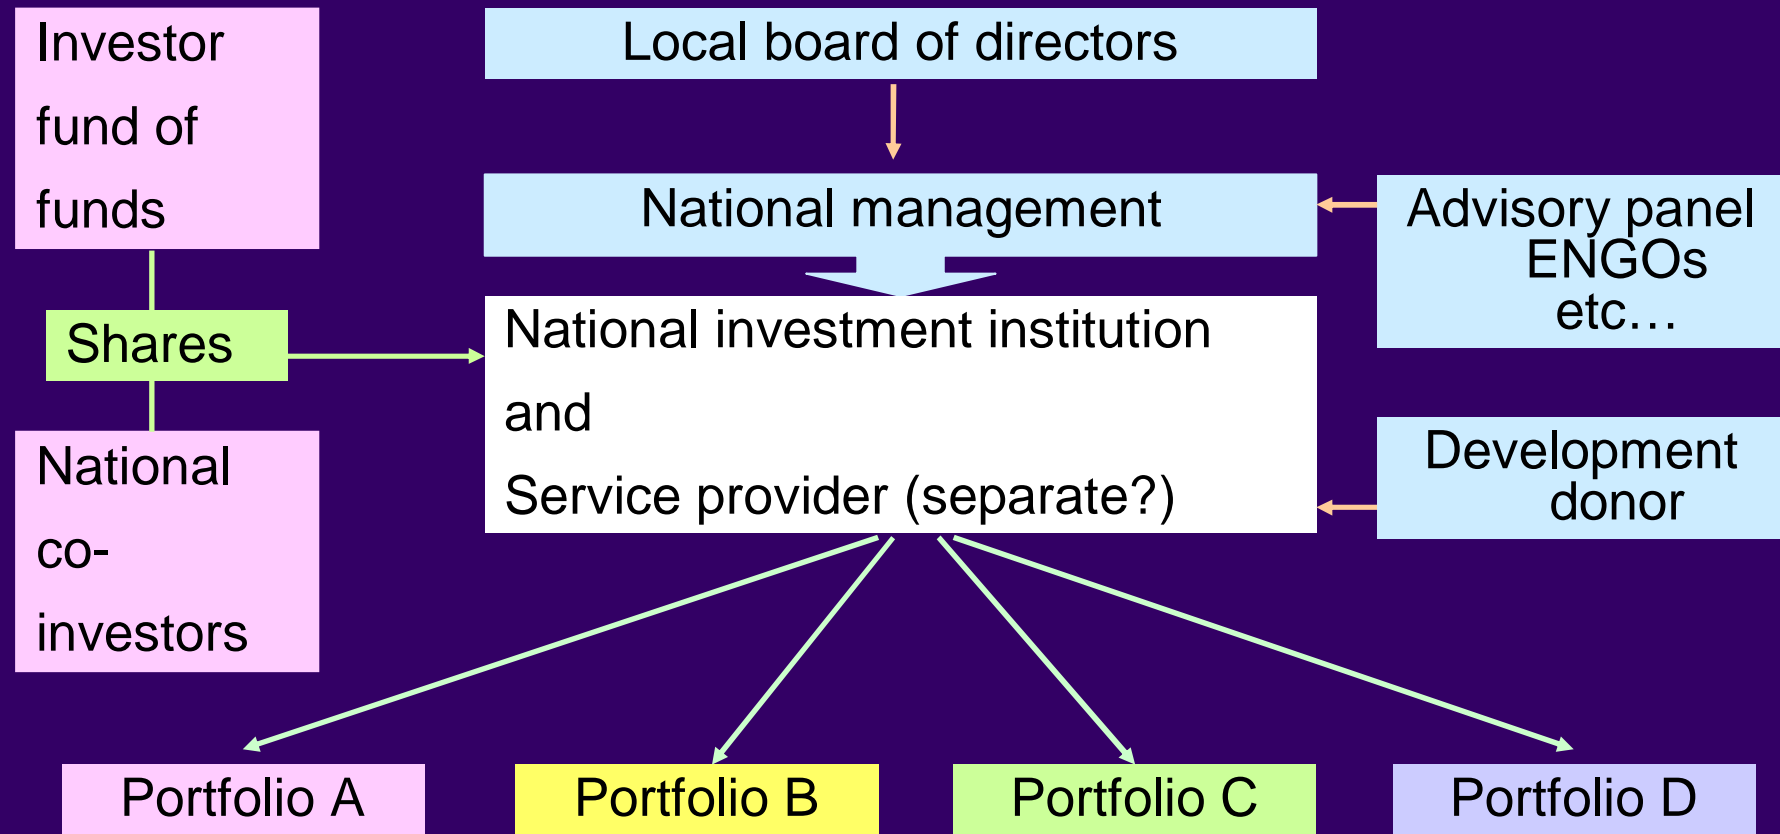 Investor
fund of
funds
Local board of directors
National management
Advisory panel
ENGOs
etc…
Shares
National investment institution
and
Service provider (separate?)
National
co-
investors
Development
donor
Portfolio A
Portfolio B
Portfolio C
Portfolio D